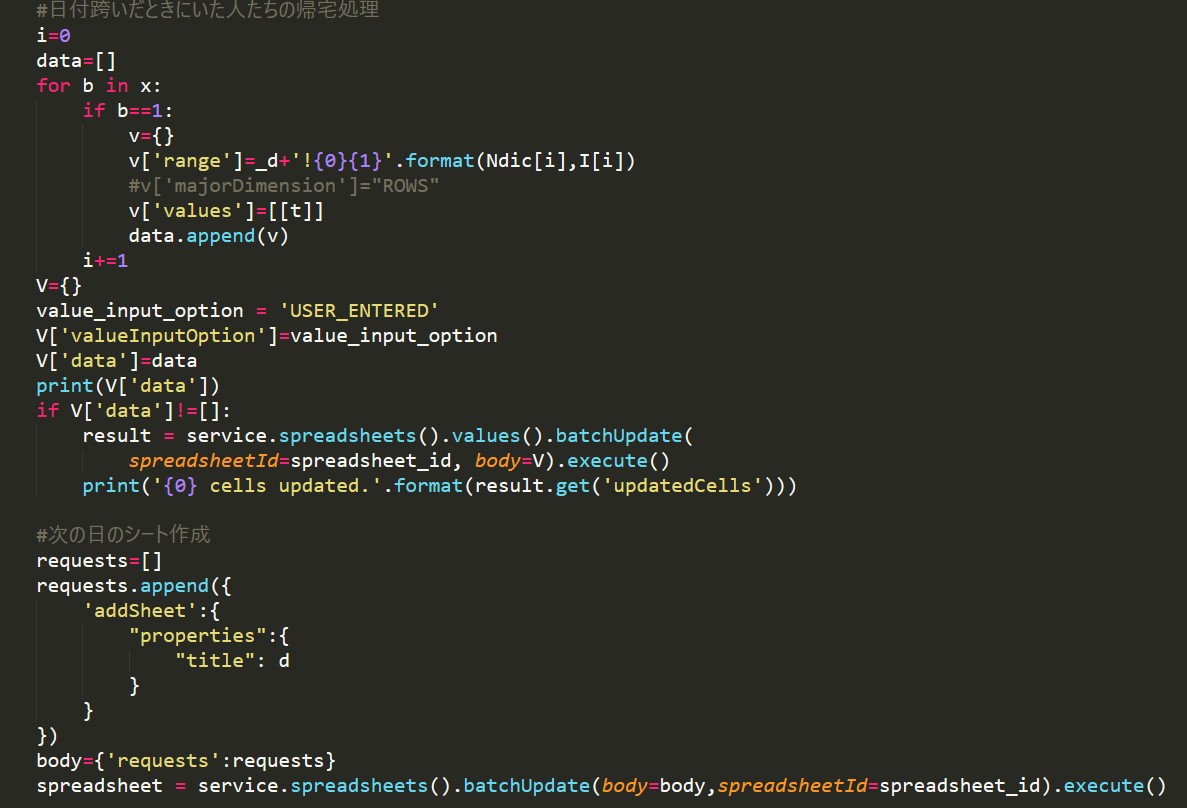 #日付跨いだときにいた人たちの帰宅処理
i=0
data=[]
for b in x:
    if b==1:
        v={}
        v['range']=_d+'!{0}{1}'.format(Ndic[i],I[i])
        #v['majorDimension']="ROWS"
        v['values']=[[t]]
        data.append(v)
    i+=1
V={}
value_input_option = 'USER_ENTERED'
V['valueInputOption']=value_input_option
V['data']=data
print(V['data'])
if V['data']!=[]:
    result = service.spreadsheets().values().batchUpdate(
        spreadsheetId=spreadsheet_id, body=V).execute()
    print('{0} cells updated.'.format(result.get('updatedCells')))
#次の日のシート作成
requests=[]
requests.append({
    'addSheet':{
        "properties":{
            "title": d
        }
    }
})
body={'requests':requests}
spreadsheet = service.spreadsheets().batchUpdate(body=body,spreadsheetId=spreadsheet_id).execute()